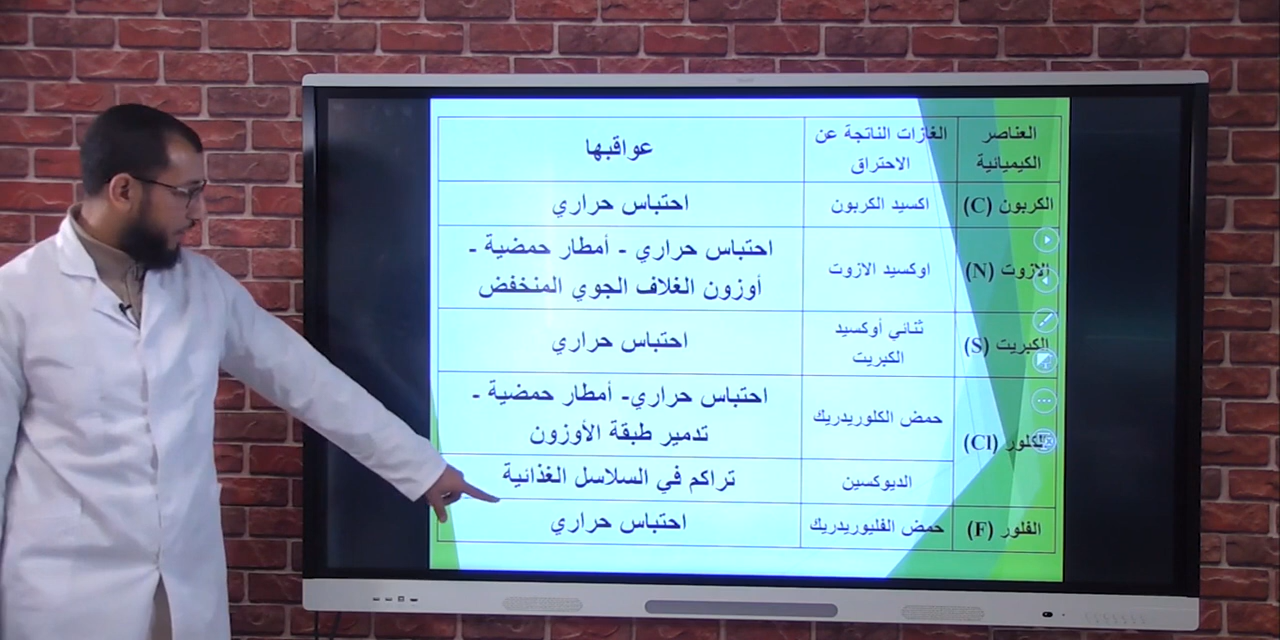 العناصر الكيميائية
الغازات الناتجة عن الاحتراق
عواقبها
الكربون (C)
اكسيد الكربون
احتباس حراري
الازوت (N)
اوكسيد الازوت
احتباس حراري - أمطار حمضية -
أوزون الغلاف الجوي المنخفض
الكبريت (S)
ثنائي أوكسيد
الكبريت
احتباس حراري
الكلور (Cl)
حمض الكلوريدريك
احتباس حراري- أمطار حمضية -
تدمير طبقة الأوزون
الديوكسين
تراكم في السلاسل الغذائية
الفلور (F)
حمض الفليوريدريك
احتباس حراري